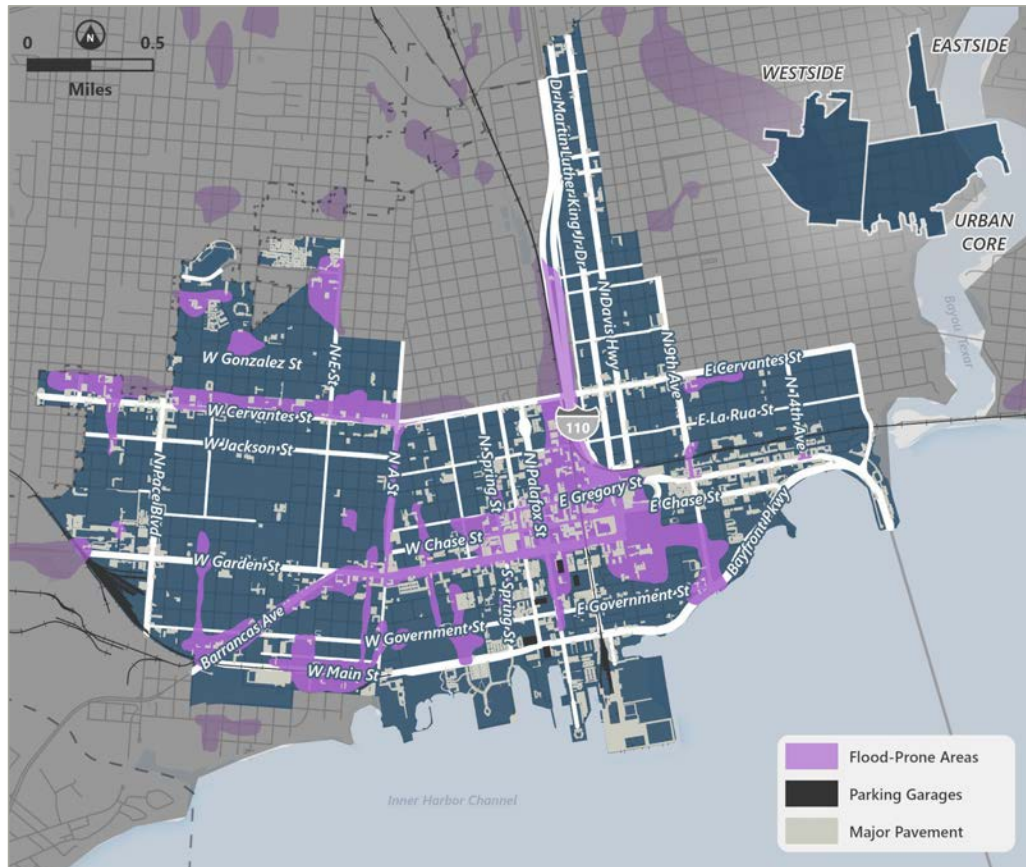 N
0
0.5
Miles
WESTSIDE
EASTSIDE
URBAN
CORE
Bayou Texar
Dr Martin Luther King Jr Dr
N Davis Hwy
N 9th Ave
E Cervantes St
N 14th Ave
E La Rua St
W Gonzalez St
N E St
W Cervantes St
W Jackson St
N Pace Blvd
N A St
N Spring St
N Palafox St
110
E Gregory St
E Chase St
Bayfront Pkwy
W Chase St
W Garden St
S Spring St
E Government St
Barrancas Ave
W Government St
W Main St
Inner Harbor Channel
Flood-Prone Areas
Parking Garages
Major Pavement